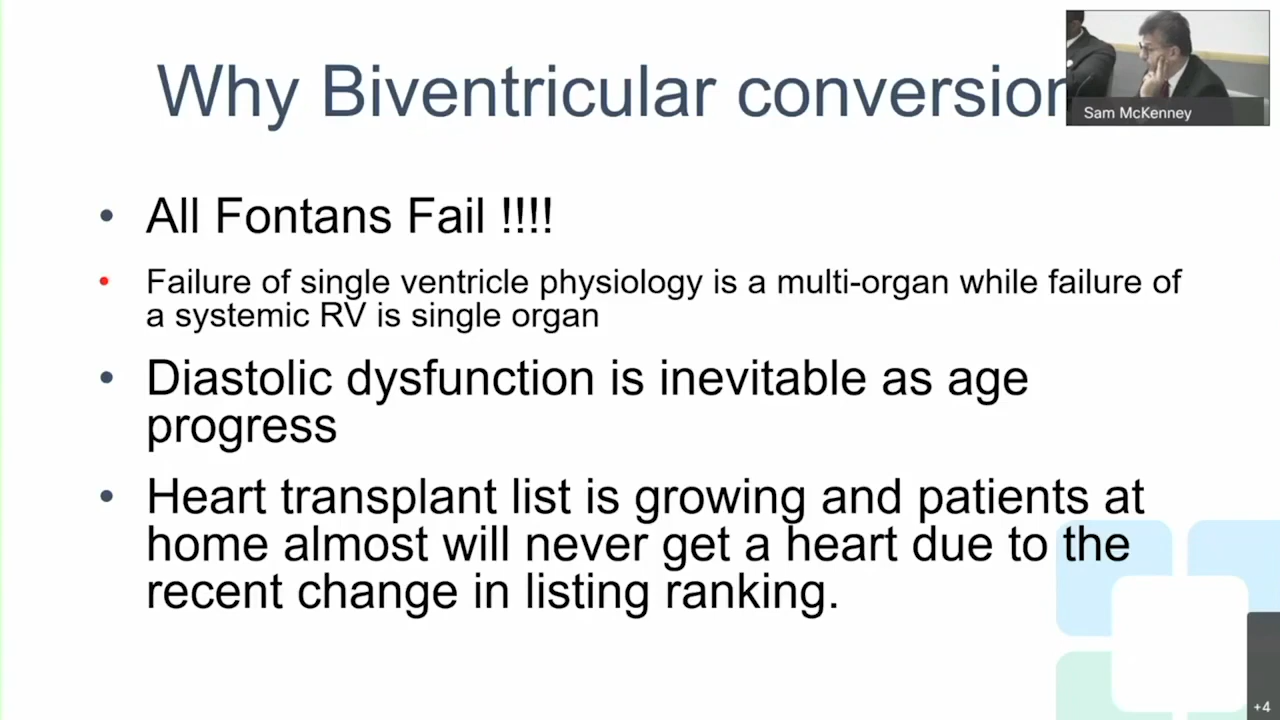 Why Biventricular conversion
Sam McKenney
• All Fontans Fail !!!!
• Failure of single ventricle physiology is a multi-organ while failure of
a systemic RV is single organ
• Diastolic dysfunction is inevitable as age
progress
• Heart transplant list is growing and patients at
home almost will never get a heart due to the
recent change in listing ranking.
+4